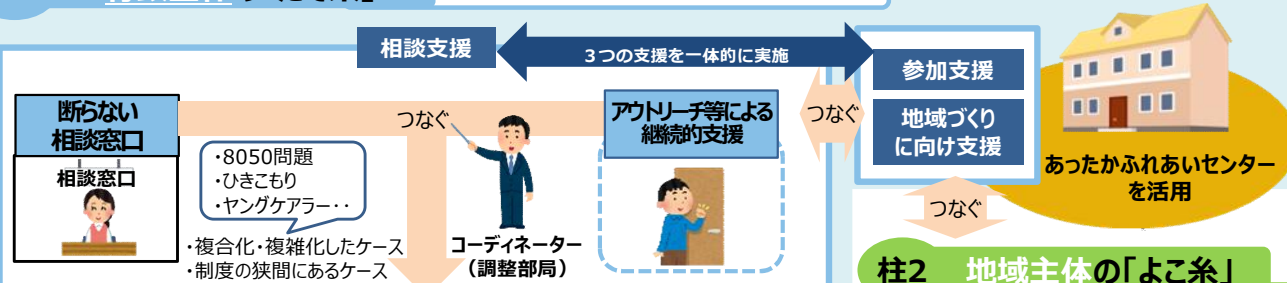 相談支援
3つの支援を一体的に実施
参加支援
地域づくり
に向け支援
つなぐ
あったかふれあいセンター
を活用
断らない
相談窓口
相談窓口
つなぐ
・8050問題
・ひきこもり
・ヤングケアラー・・
・複合化・複雑化したケース
・制度の狭間にあるケース
コーディネーター
（調整部局）
アウトリーチ等による
継続的支援
つなぐ
柱2 地域主体の「よこ糸」